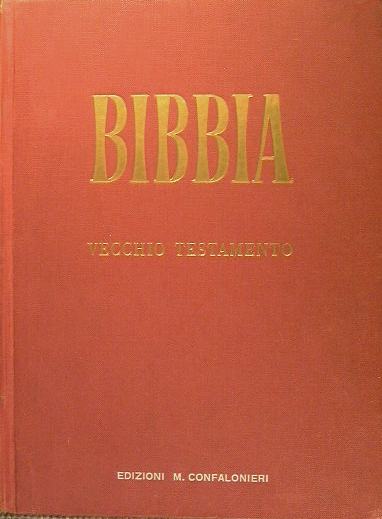 BIBBIA
VECCHIO TESTAMENTO
EDIZIONI M. CONFALONIERI